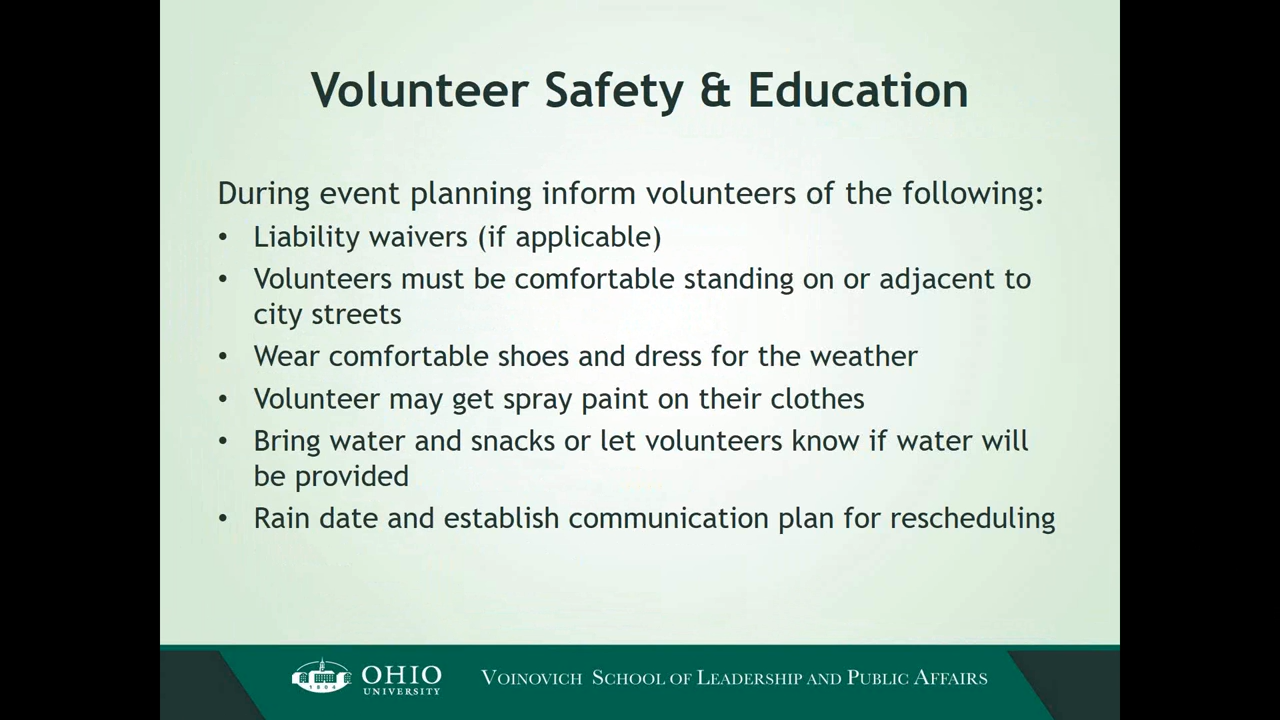 Volunteer Safety & Education
During event planning inform volunteers of the following:
• Liability waivers (if applicable)
• Volunteers must be comfortable standing on or adjacent to
city streets
• Wear comfortable shoes and dress for the weather
• Volunteer may get spray paint on their clothes
• Bring water and snacks or let volunteers know if water will
be provided
• Rain date and establish communication plan for rescheduling
1804
OHIO
UNIVERSITY
VOINOVICH SCHOOL OF LEADERSHIP AND PUBLIC AFFAIRS